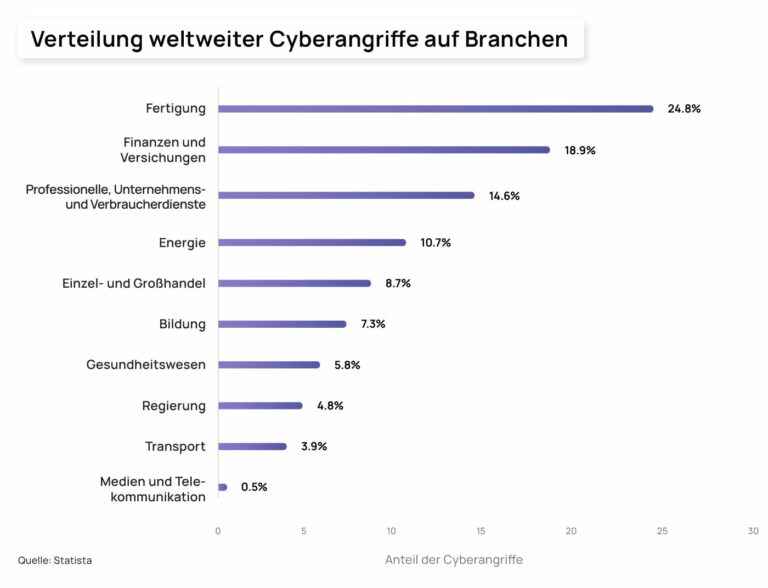 Verteilung weltweiter Cyberangriffe auf Branchen
Fertigung
24.8%
Finanzen und
Versichungen
18.9%
Professionelle, Unternehmens-
und Verbraucherdienste
14.6%
Energie
10.7%
Einzel- und Großhandel
8.7%
Bildung
7.3%
Gesundheitswesen
5.8%
Regierung
4.8%
Transport
3.9%
Medien und Tele-
kommunikation
0.5%
0 5 10 15 20 25 30
Quelle: Statista
Anteil der Cyberangriffe